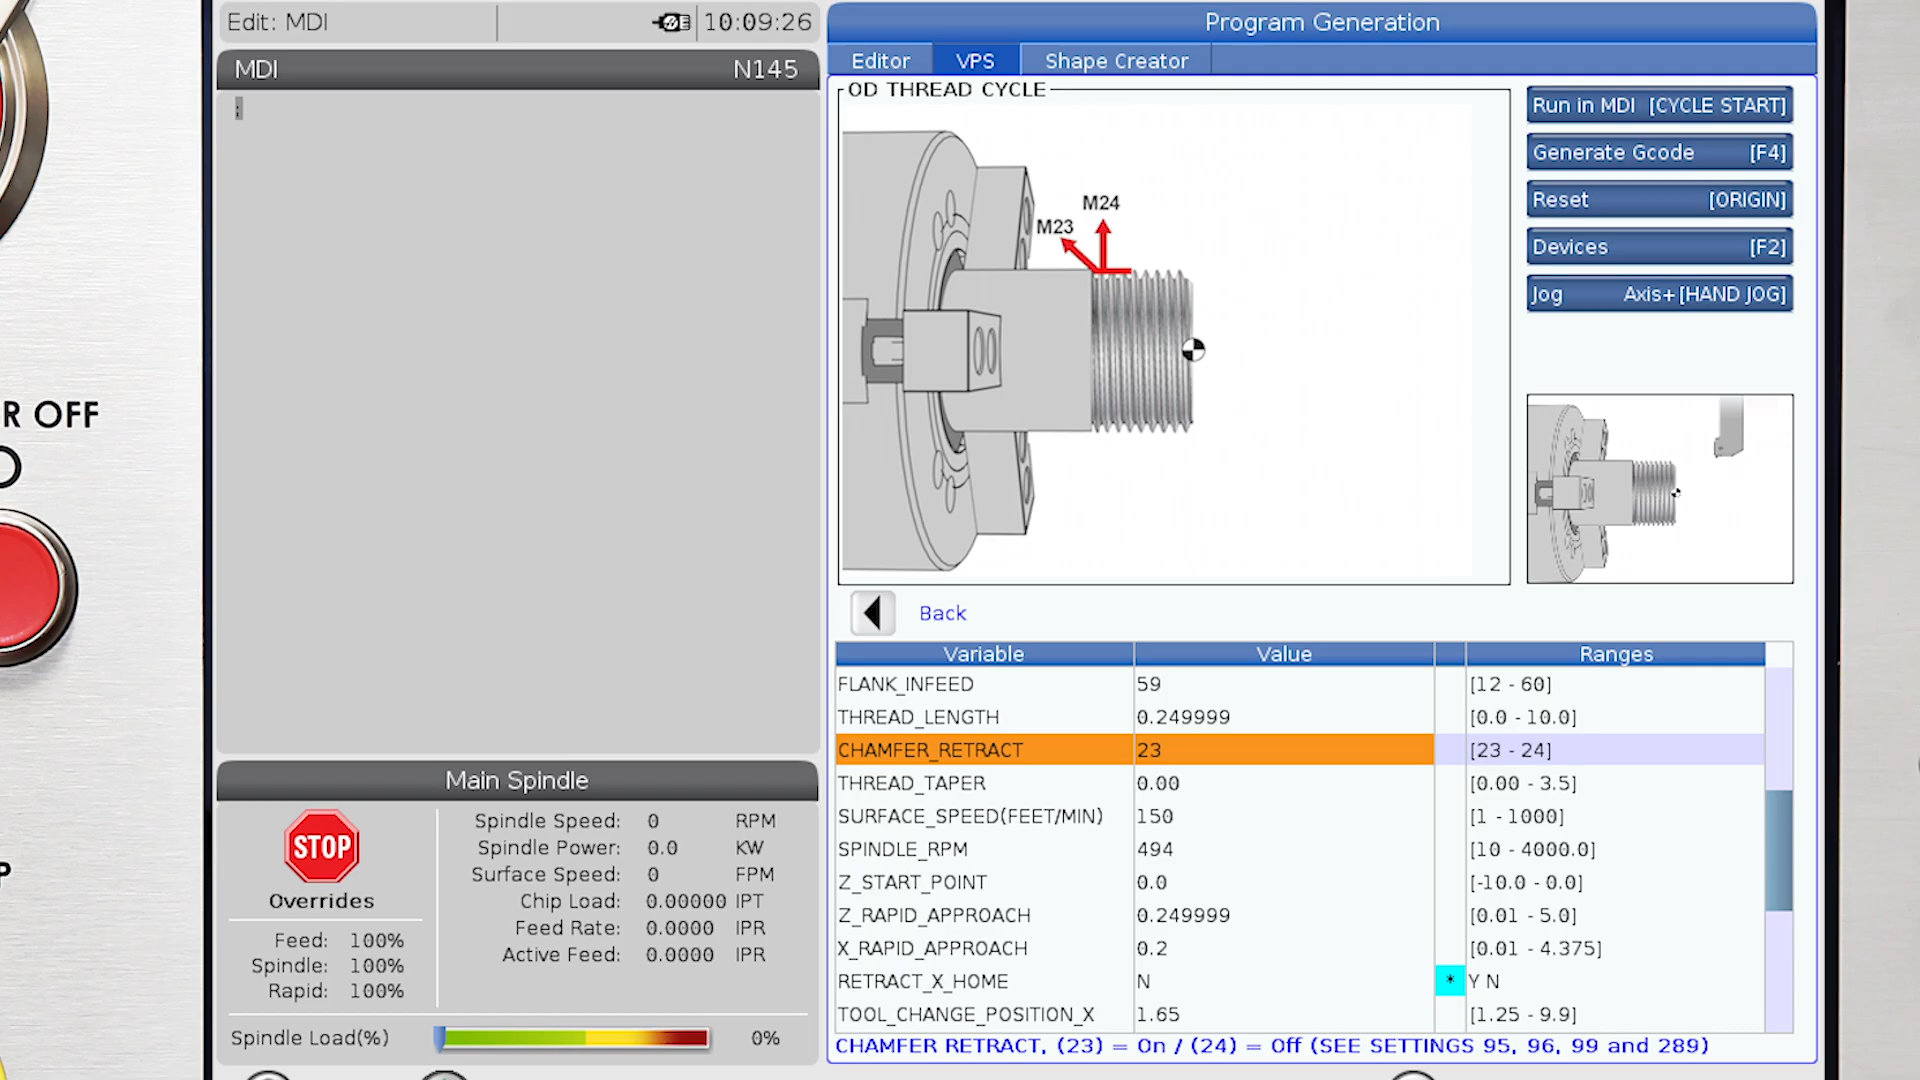 Edit: MDI
10:09:26
MDI
N145
:
R OFF
P
Main Spindle
STOP
Overrides
Feed: 100%
Spindle: 100%
Rapid: 100%
Spindle Speed: 0 RPM
Spindle Power: 0.0 KW
Surface Speed: 0 FPM
Chip Load: 0.00000 IPT
Feed Rate: 0.0000 IPR
Active Feed: 0.0000 IPR
Spindle Load(%) 0%
Program Generation
Editor VPS Shape Creator
OD THREAD CYCLE
M24
M23
Run in MDI [CYCLE START]
Generate Gcode [F4]
Reset [ORIGIN]
Devices [F2]
Jog Axis+[HAND JOG]
Back
Variable Value Ranges
FLANK_INFEED 59 [12 - 60]
THREAD_LENGTH 0.249999 [0.0 - 10.0]
CHAMFER_RETRACT 23 [23 - 24]
THREAD_TAPER 0.00 [0.00 - 3.5]
SURFACE_SPEED(FEET/MIN) 150 [1 - 1000]
SPINDLE_RPM 494 [10 - 4000.0]
Z_START_POINT 0.0 [-10.0 - 0.0]
Z_RAPID_APPROACH 0.249999 [0.01 - 5.0]
X_RAPID_APPROACH 0.2 [0.01 - 4.375]
RETRACT_X_HOME N * Y N
TOOL_CHANGE_POSITION_X 1.65 [1.25 - 9.9]
CHAMFER RETRACT, (23) = On / (24) = Off (SEE SETTINGS 95, 96, 99 and 289)